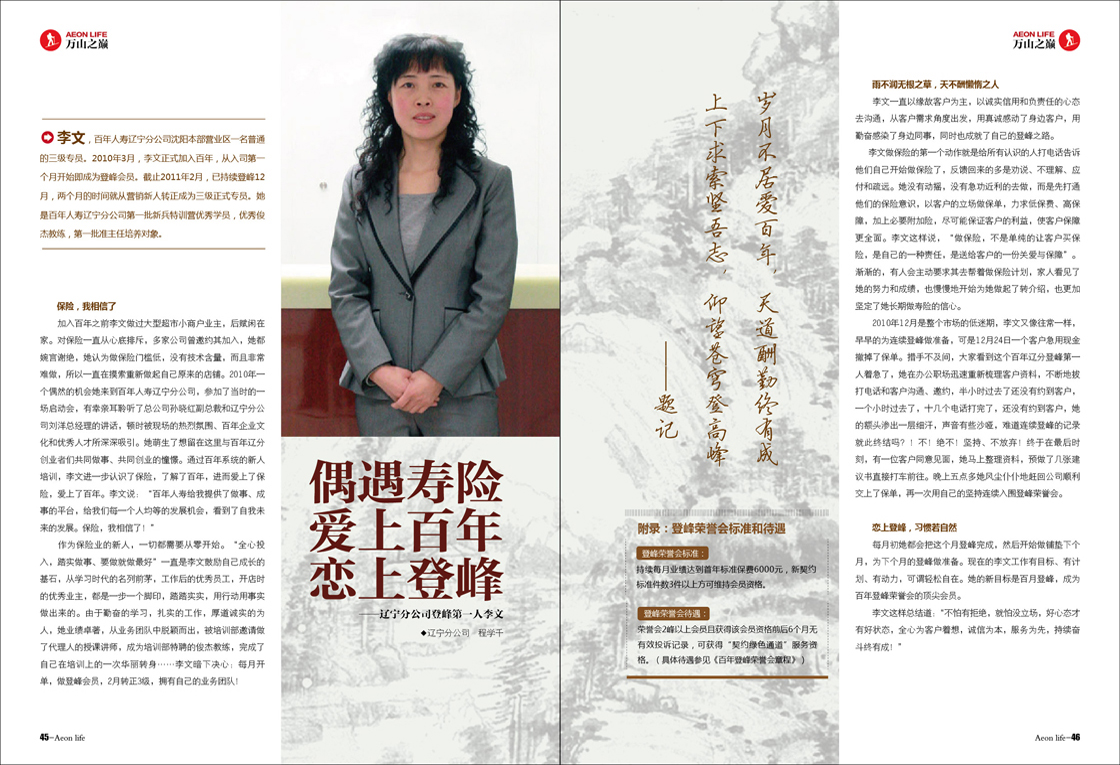 AEON LIFE
万山之巅
李文，百年人寿辽宁分公司沈阳本部营业区一名普通
的三级专员。2010年3月，李文正式加入百年，从入司第一
个月开始即成为登峰会员。截止2011年2月，已持续登峰12
月，两个月的时间就从营销新人转正成为三级正式专员。她
是百年人寿辽宁分公司第一批新兵特训营优秀学员，优秀俊
杰教练，第一批准主任培养对象。
保险，我相信了
加入百年之前李文做过大型超市小商户业主，后赋闲在
家。对保险一直从心底排斥，多家公司曾邀约其加入，她都
婉言谢绝，她认为做保险门槛低，没有技术含量，而且非常
难做，所以一直在摸索重新做起自己原来的店铺。2010年一
个偶然的机会她来到百年人寿辽宁分公司，参加了当时的一
场启动会，有幸亲耳聆听了总公司孙晓红副总裁和辽宁分公
司刘洋总经理的讲话，顿时被现场的热烈氛围、百年企业文
化和优秀人才所深深吸引。她萌生了想留在这里与百年辽分
创业者们共同做事、共同创业的憧憬。通过百年系统的新人
培训，李文进一步认识了保险，了解了百年，进而爱上了保
险，爱上了百年。李文说：“百年人寿给我提供了做事、成
事的平台，给我们每一个人均等的发展机会，看到了自我未
来的发展。保险，我相信了！”
作为保险业的新人，一切都需要从零开始。“全心投
入，踏实做事、要做就做最好”一直是李文鼓励自己成长的
基石，从学习时代的名列前茅，工作后的优秀员工，开店时
的优秀业主，都是一步一个脚印，踏踏实实，用行动用事实
做出来的。由于勤奋的学习，扎实的工作，厚道诚实的为
人，她业绩卓著，从业务团队中脱颖而出，被培训部邀请做
了代理人的授课讲师，成为培训部特聘的俊杰教练，完成了
自己在培训上的一次华丽转身……李文暗下决心：每月开
单，做登峰会员，2月转正3级，拥有自己的业务团队！
45-Aeon life
偶遇寿险
爱上百年
恋上登峰
——辽宁分公司登峰第一人李文
◆辽宁分公司 程学千
岁月不居爱百年，天道酬勤终有成
上下求索坚吾志，仰望苍穹登高峰
——题记
附录：登峰荣誉会标准和待遇
登峰荣誉会标准：
持续每月业绩达到首年标准保费6000元，新契约
标准件数3件以上方可维持会员资格。
登峰荣誉会待遇：
荣誉会2峰以上会员且获得该会员资格前后6个月无
有效投诉记录，可获得“契约绿色通道”服务资
格。（具体待遇参见《百年登峰荣誉会章程》）
AEON LIFE
万山之巅
雨不润无根之草，天不酬懒惰之人
李文一直以缘故客户为主，以诚实信用和负责任的心态
去沟通，从客户需求角度出发，用真诚感动了身边客户，用
勤奋感染了身边同事，同时也成就了自己的登峰之路。
李文做保险的第一个动作就是给所有认识的人打电话告诉
他们自己开始做保险了，反馈回来的多是劝说、不理解、应
付和疏远。她没有动摇，没有急功近利的去做，而是先打通
他们的保险意识，以客户的立场做保单，力求低保费、高保
障，加上必要附加险，尽可能保证客户的利益，使客户保障
更全面。李文这样说，“做保险，不是单纯的让客户买保
险，是自己的一种责任，是送给客户的一份关爱与保障”。
渐渐的，有人会主动要求其去帮着做保险计划，家人看见了
她的努力和成绩，也慢慢地开始为她做起了转介绍，也更加
坚定了她长期做寿险的信心。
2010年12月是整个市场的低迷期，李文又像往常一样，
早早的为连续登峰做准备，可是12月24日一个客户急用现金
撤掉了保单。措手不及间，大家看到这个百年辽分登峰第一
人着急了，她在办公职场迅速重新梳理客户资料，不断地拨
打电话和客户沟通、邀约，半小时过去了还没有约到客户，
一个小时过去了，十几个电话打完了，还没有约到客户，她
的额头渗出一层细汗，声音有些沙哑，难道连续登峰的记录
就此终结吗？！不！绝不！坚持、不放弃！终于在最后时
刻，有一位客户同意见面，她马上整理资料，预做了几张建
议书直接打车前往。晚上五点多她风尘仆仆地赶回公司顺利
交上了保单，再一次用自己的坚持连续入围登峰荣誉会。
恋上登峰，习惯若自然
每月初她都会把这个月登峰完成，然后开始做铺垫下个
月，为下个月的登峰做准备。现在的李文工作有目标、有计
划、有动力，可谓轻松自在。她的新目标是百月登峰，成为
百年登峰荣誉会的顶尖会员。
李文这样总结道：“不怕有拒绝，就怕没立场，好心态才
有好状态，全心为客户着想，诚信为本，服务为先，持续奋
斗终有成！”
Aeon life-46